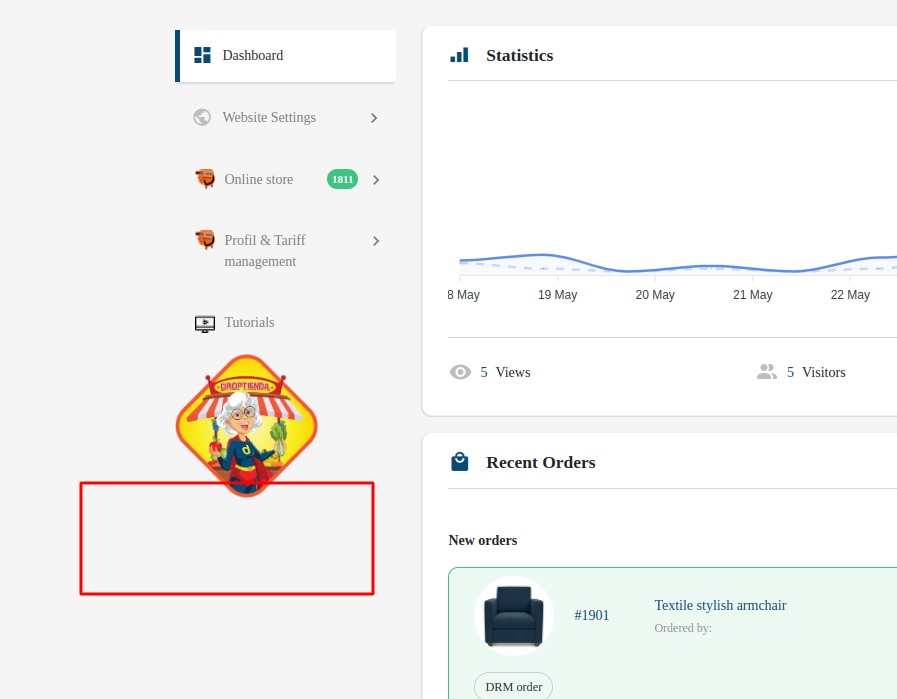 Dashboard
Website Settings
Online store 1811
Profil & Tariff
management
Tutorials
DROPTIENDA
d
Statistics
8 May 19 May 20 May 21 May 22 May
5 Views 5 Visitors
Recent Orders
New orders
#1901
Textile stylish armchair
Ordered by:
DRM order